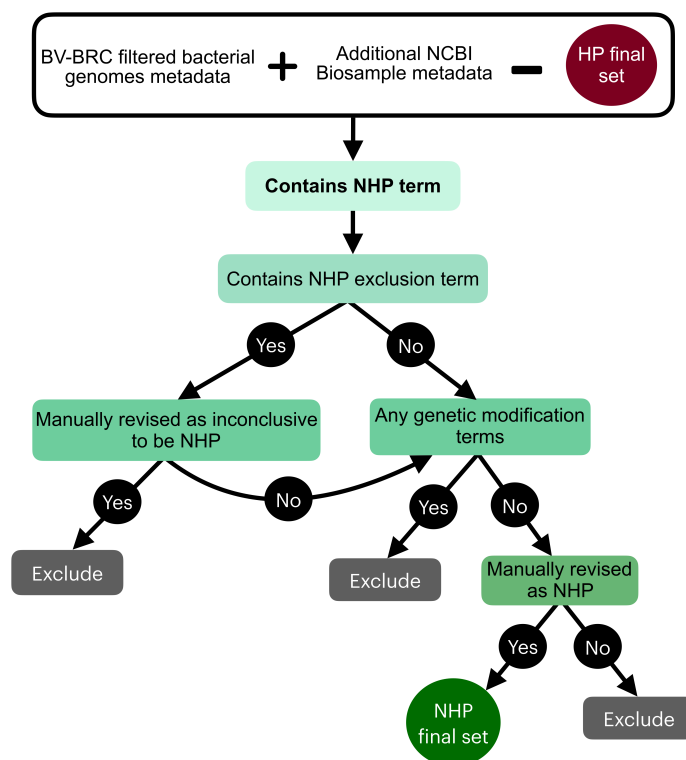 BV-BRC filtered bacterial
genomes metadata
+
Additional NCBI
Biosample metadata
−
HP final
set
Contains NHP term
Contains NHP exclusion term
Yes
No
Manually revised as inconclusive
to be NHP
Any genetic modification
terms
Yes
No
Yes
No
Exclude
Exclude
Manually revised
as NHP
Yes
No
NHP
final set
Exclude